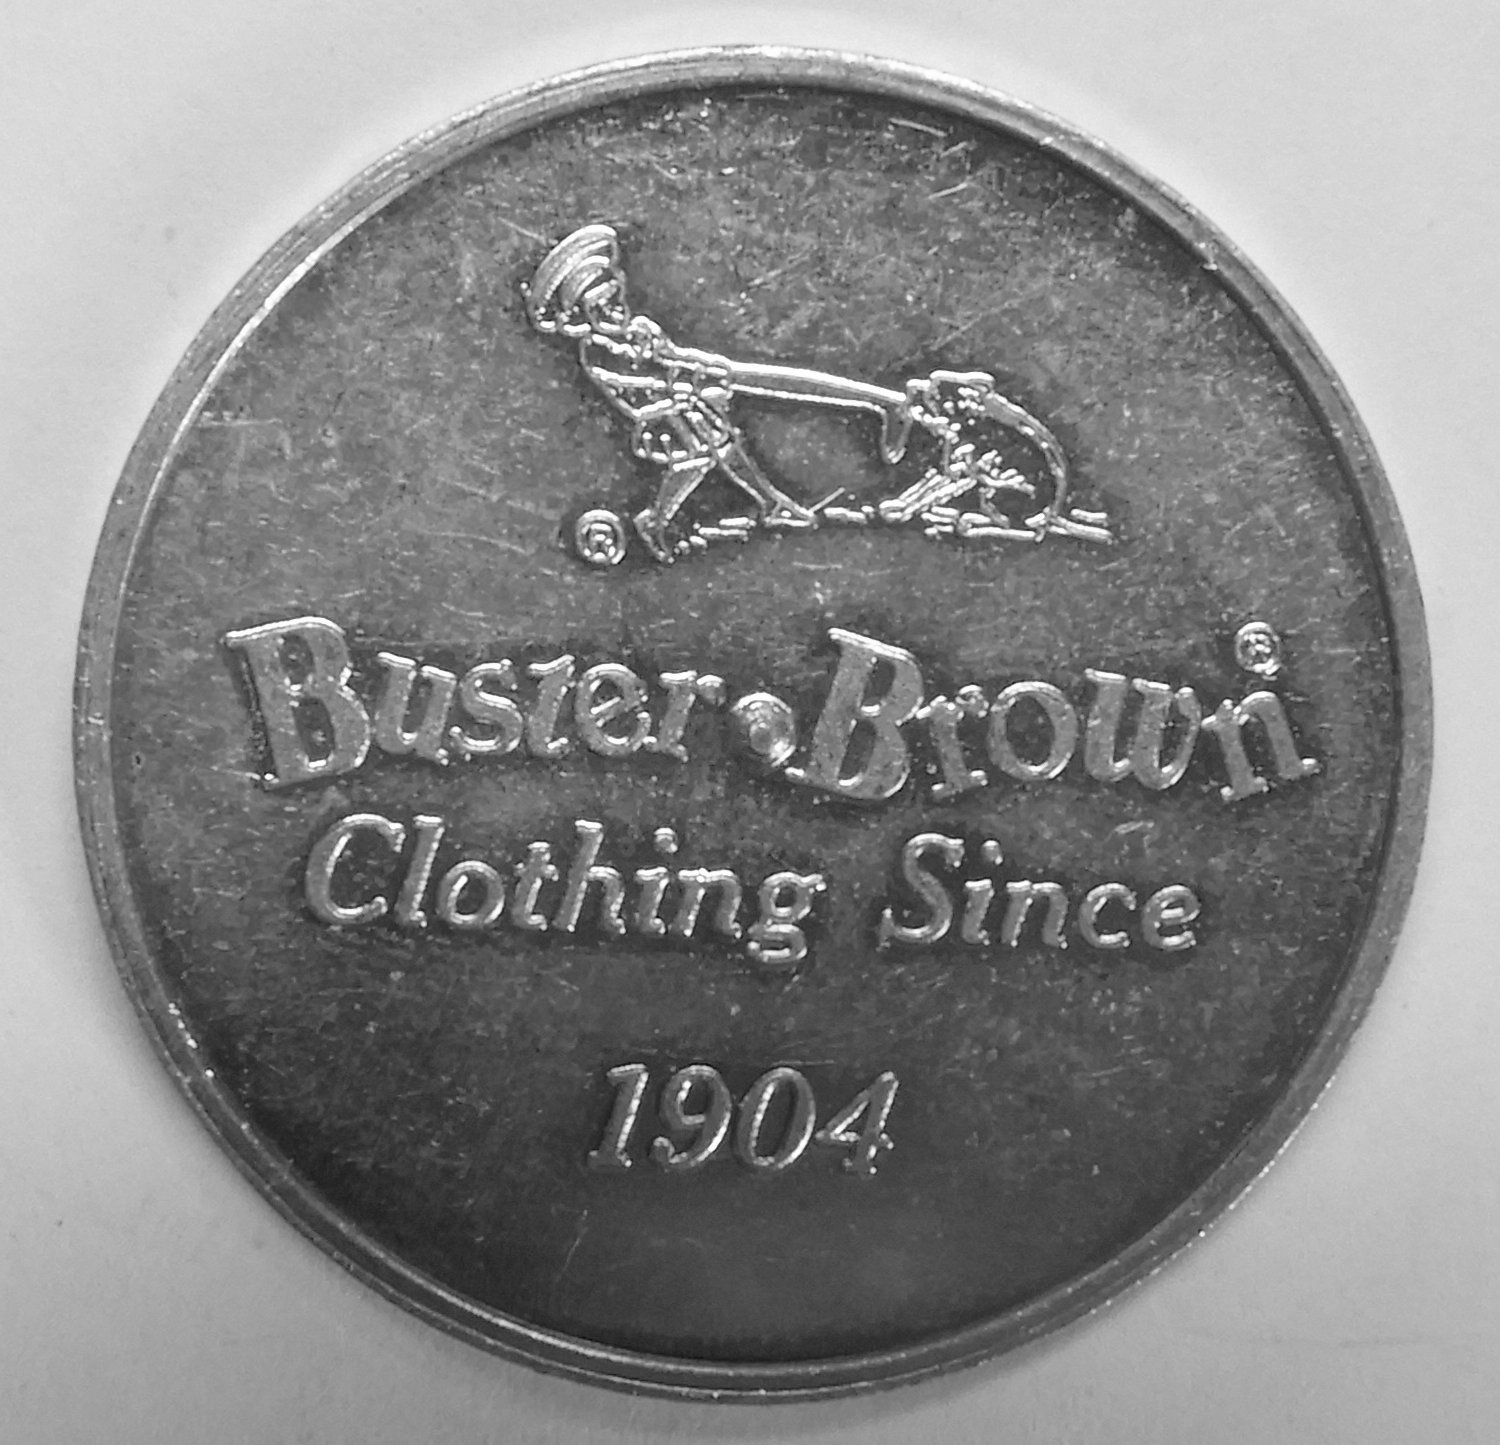 ®
Buster Brown®
Clothing Since
1904